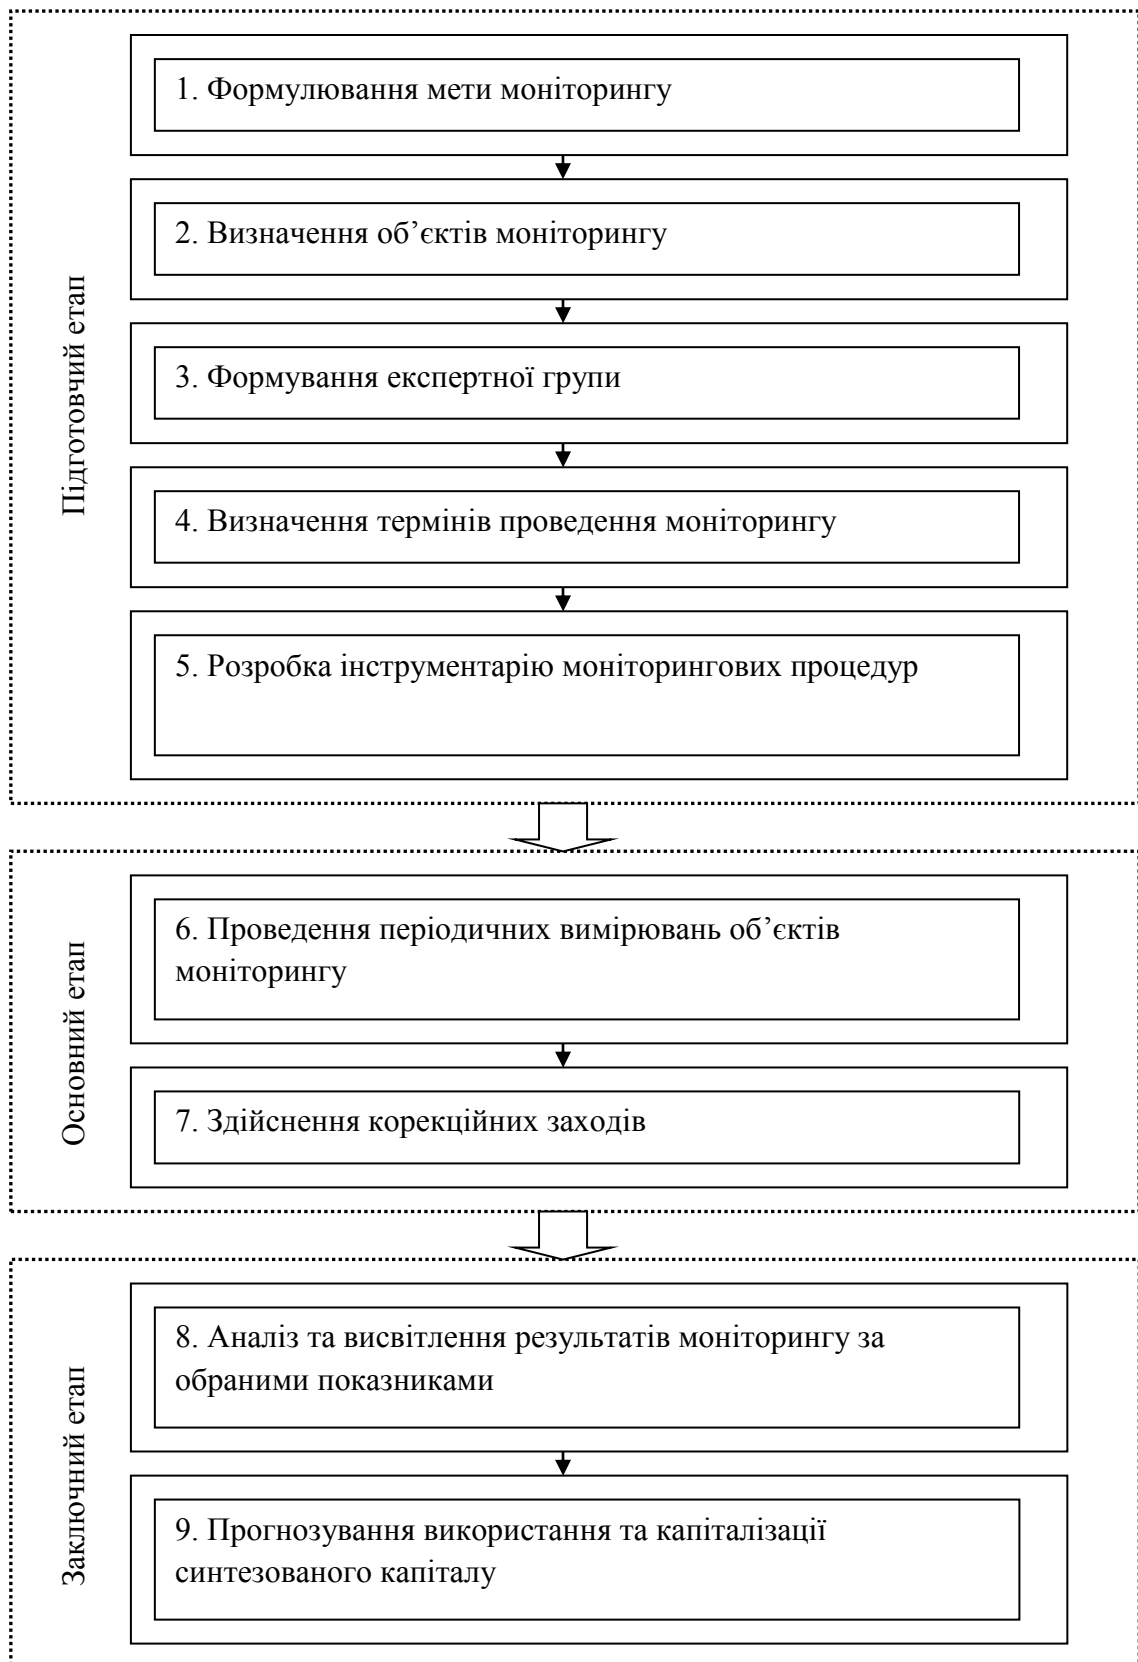 Підготовчий етап
1. Формулювання мети моніторингу
2. Визначення об’єктів моніторингу
3. Формування експертної групи
4. Визначення термінів проведення моніторингу
5. Розробка інструментарію моніторингових процедур
Основний етап
6. Проведення періодичних вимірювань об’єктів
моніторингу
7. Здійснення корекційних заходів
Заключний етап
8. Аналіз та висвітлення результатів моніторингу за
обраними показниками
9. Прогнозування використання та капіталізації
синтезованого капіталу